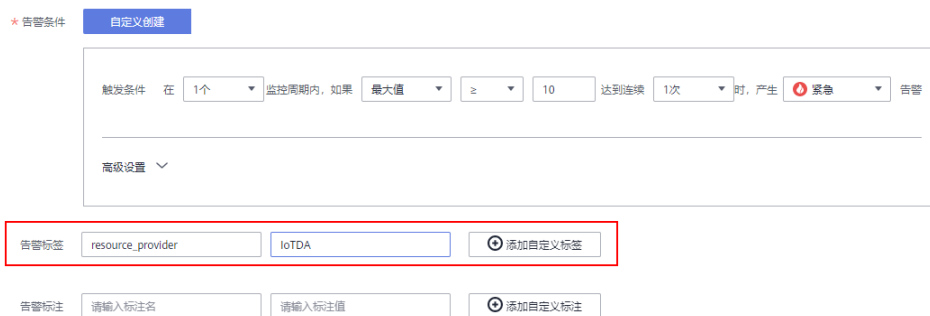 * 告警条件 自定义创建
触发条件 在 1个 监控周期内，如果 最大值 ≥ 10 达到连续 1次 时，产生 紧急 告警
高级设置
告警标签 resource_provider IoTDA 添加自定义标签
告警标注 请输入标注名 请输入标注值 添加自定义标注